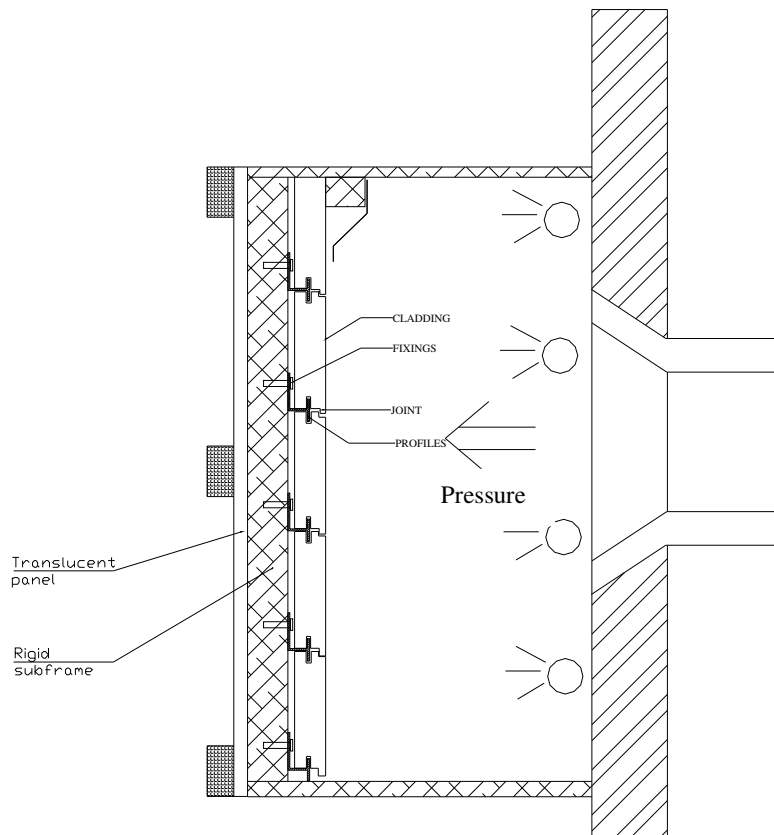 CLADDING
FIXINGS
JOINT
PROFILES
Pressure
Translucent
panel
Rigid
subframe